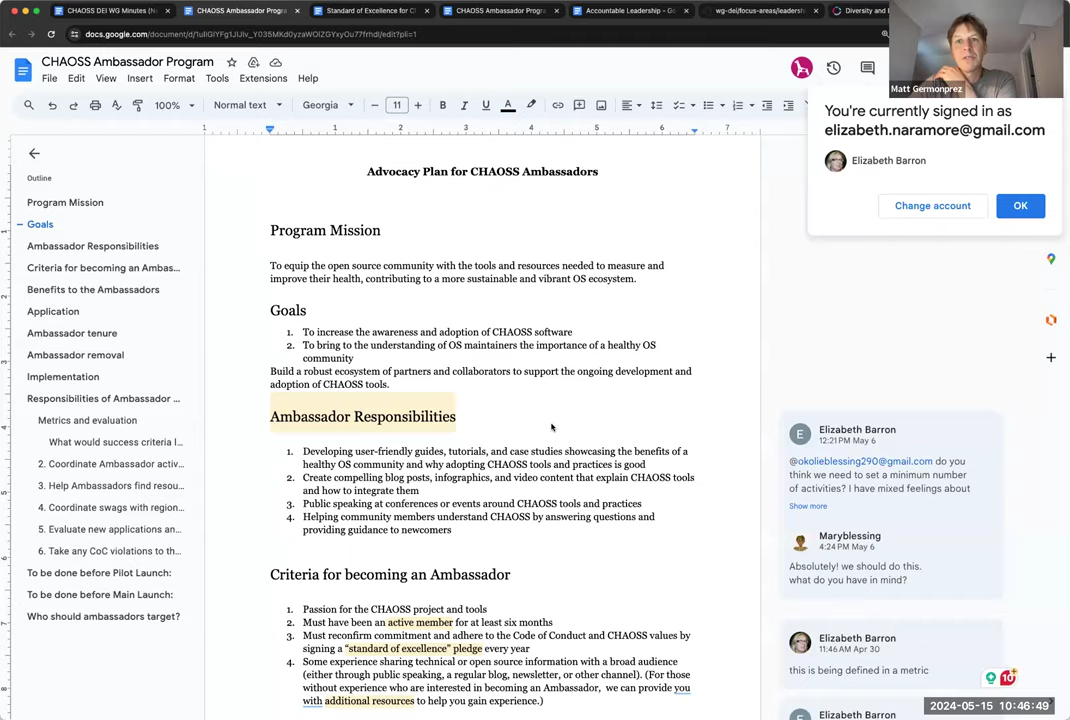 CHAOSS DEI WG Minutes (N
CHAOSS Ambassador Progra
Standard of Excellence for C
CHAOSS Ambassador Progra
Accountable Leadership - Go
wg-dei/focus-areas/leadersh
Diversity and
docs.google.com
CHAOSS Ambassador Program
File Edit View Insert Format Tools Extensions Help
100% Normal text Georgia 11
Matt Germonprez
You're currently signed in as
elizabeth.naramore@gmail.com
Elizabeth Barron
Change account OK
Outline
Program Mission
Goals
Ambassador Responsibilities
Criteria for becoming an Ambas...
Benefits to the Ambassadors
Application
Ambassador tenure
Ambassador removal
Implementation
Responsibilities of Ambassador ...
Metrics and evaluation
What would success criteria l...
2. Coordinate Ambassador activ...
3. Help Ambassadors find resou...
4. Coordinate swags with region...
5. Evaluate new applications an...
6. Take any CoC violations to th...
To be done before Pilot Launch:
To be done before Main Launch:
Who should ambassadors target?
1 1 2 3 4 5 6 7
Advocacy Plan for CHAOSS Ambassadors
Program Mission
To equip the open source community with the tools and resources needed to measure and
improve their health, contributing to a more sustainable and vibrant OS ecosystem.
Goals
1. To increase the awareness and adoption of CHAOSS software
2. To bring to the understanding of OS maintainers the importance of a healthy OS
community
Build a robust ecosystem of partners and collaborators to support the ongoing development and
adoption of CHAOSS tools.
Ambassador Responsibilities
1. Developing user-friendly guides, tutorials, and case studies showcasing the benefits of a
healthy OS community and why adopting CHAOSS tools and practices is good
2. Create compelling blog posts, infographics, and video content that explain CHAOSS tools
and how to integrate them
3. Public speaking at conferences or events around CHAOSS tools and practices
4. Helping community members understand CHAOSS by answering questions and
providing guidance to newcomers
Criteria for becoming an Ambassador
1. Passion for the CHAOSS project and tools
2. Must have been an active member for at least six months
3. Must reconfirm commitment and adhere to the Code of Conduct and CHAOSS values by
signing a “standard of excellence” pledge every year
4. Some experience sharing technical or open source information with a broad audience
(either through public speaking, a regular blog, newsletter, or other channel). (For those
without experience who are interested in becoming an Ambassador, we can provide you
with additional resources to help you gain experience.)
E
Elizabeth Barron
12:21 PM May 6
@okolieblessing290@gmail.com do you
think we need to set a minimum number
of activities? I have mixed feelings about
Show more
Maryblessing
4:24 PM May 6
Absolutely! we should do this.
what do you have in mind?
Elizabeth Barron
11:46 AM Apr 30
this is being defined in a metric
10
Elizabeth Barron
2024-05-15 10:46:49